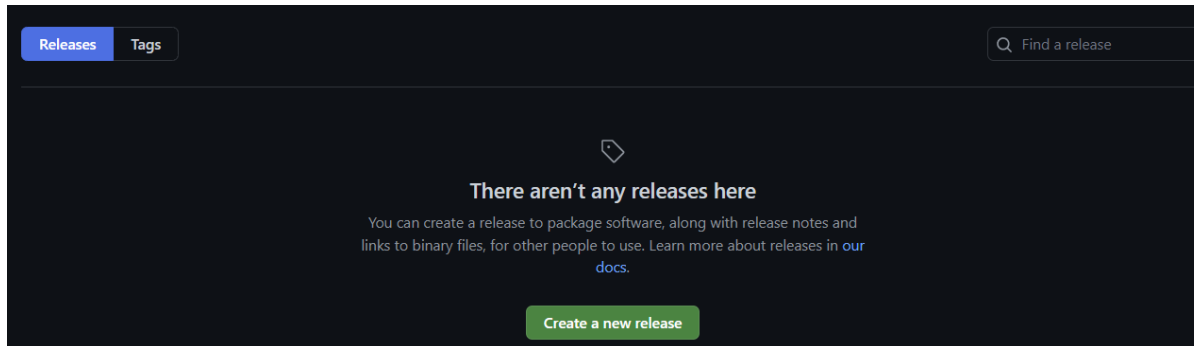 Releases Tags Find a release
There aren’t any releases here
You can create a release to package software, along with release notes and
links to binary files, for other people to use. Learn more about releases in our
docs.
Create a new release